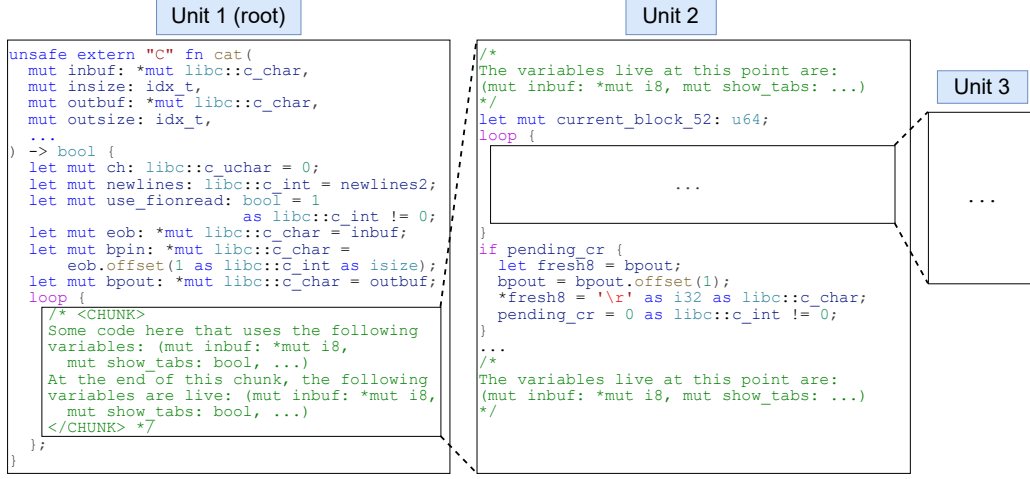 Unit 1 (root)
unsafe extern "C" fn cat(
mut inbuf: *mut libc::c_char,
mut insize: idx_t,
mut outbuf: *mut libc::c_char,
mut outsize: idx_t,
...
) -> bool {
let mut ch: libc::c_uchar = 0;
let mut newlines: libc::c_int = newlines2;
let mut use_fionread: bool = 1
as libc::c_int != 0;
let mut eob: *mut libc::c_char = inbuf;
let mut bpin: *mut libc::c_char =
eob.offset(1 as libc::c_int as isize);
let mut bpout: *mut libc::c_char = outbuf;
loop {
/* <CHUNK>
Some code here that uses the following
variables: (mut inbuf: *mut i8,
mut show_tabs: bool, ...)
At the end of this chunk, the following
variables are live: (mut inbuf: *mut i8,
mut show_tabs: bool, ...)
</CHUNK> */
};
}
Unit 2
/*
The variables live at this point are:
(mut inbuf: *mut i8, mut show_tabs: ...)
*/
let mut current_block_52: u64;
loop {
...
}
if pending_cr {
let fresh8 = bpout;
bpout = bpout.offset(1);
*fresh8 = '\r' as i32 as libc::c_char;
pending_cr = 0 as libc::c_int != 0;
}
...
/*
The variables live at this point are:
(mut inbuf: *mut i8, mut show_tabs: ...)
*/
Unit 3
...